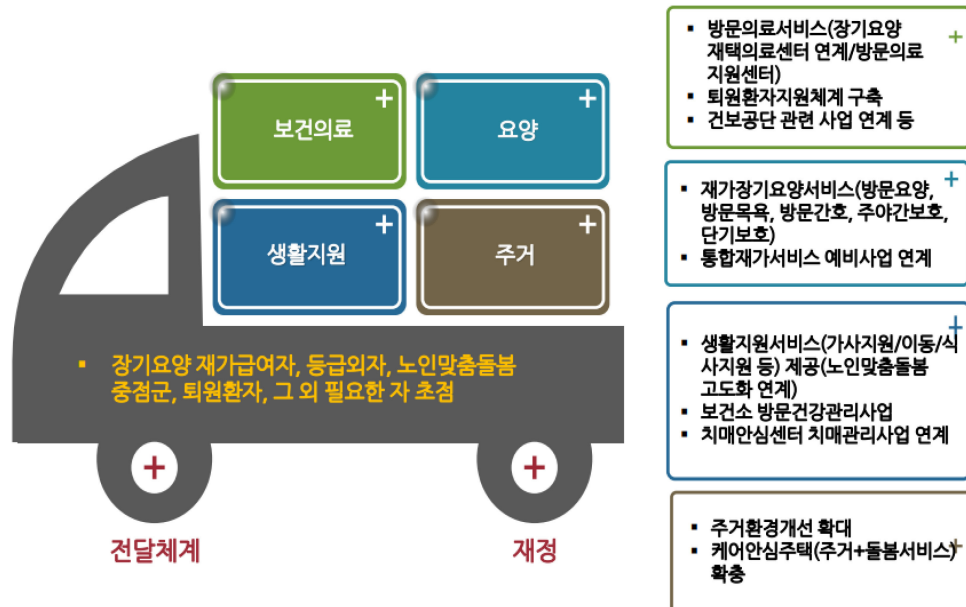 보건의료
요양
생활지원
주거
▪ 장기요양 재가급여자, 등급외자, 노인맞춤돌봄
중점군, 퇴원환자, 그 외 필요한 자 초점
전달체계
재정
▪ 방문의료서비스(장기요양
재택의료센터 연계/방문의료
지원센터)
▪ 퇴원환자지원체계 구축
▪ 건보공단 관련 사업 연계 등
▪ 재가장기요양서비스(방문요양,
방문목욕, 방문간호, 주야간보호,
단기보호)
▪ 통합재가서비스 예비사업 연계
▪ 생활지원서비스(가사지원/이동/식
사지원 등) 제공(노인맞춤돌봄
고도화 연계)
▪ 보건소 방문건강관리사업
▪ 치매안심센터 치매관리사업 연계
▪ 주거환경개선 확대
▪ 케어안심주택(주거+돌봄서비스)
확충